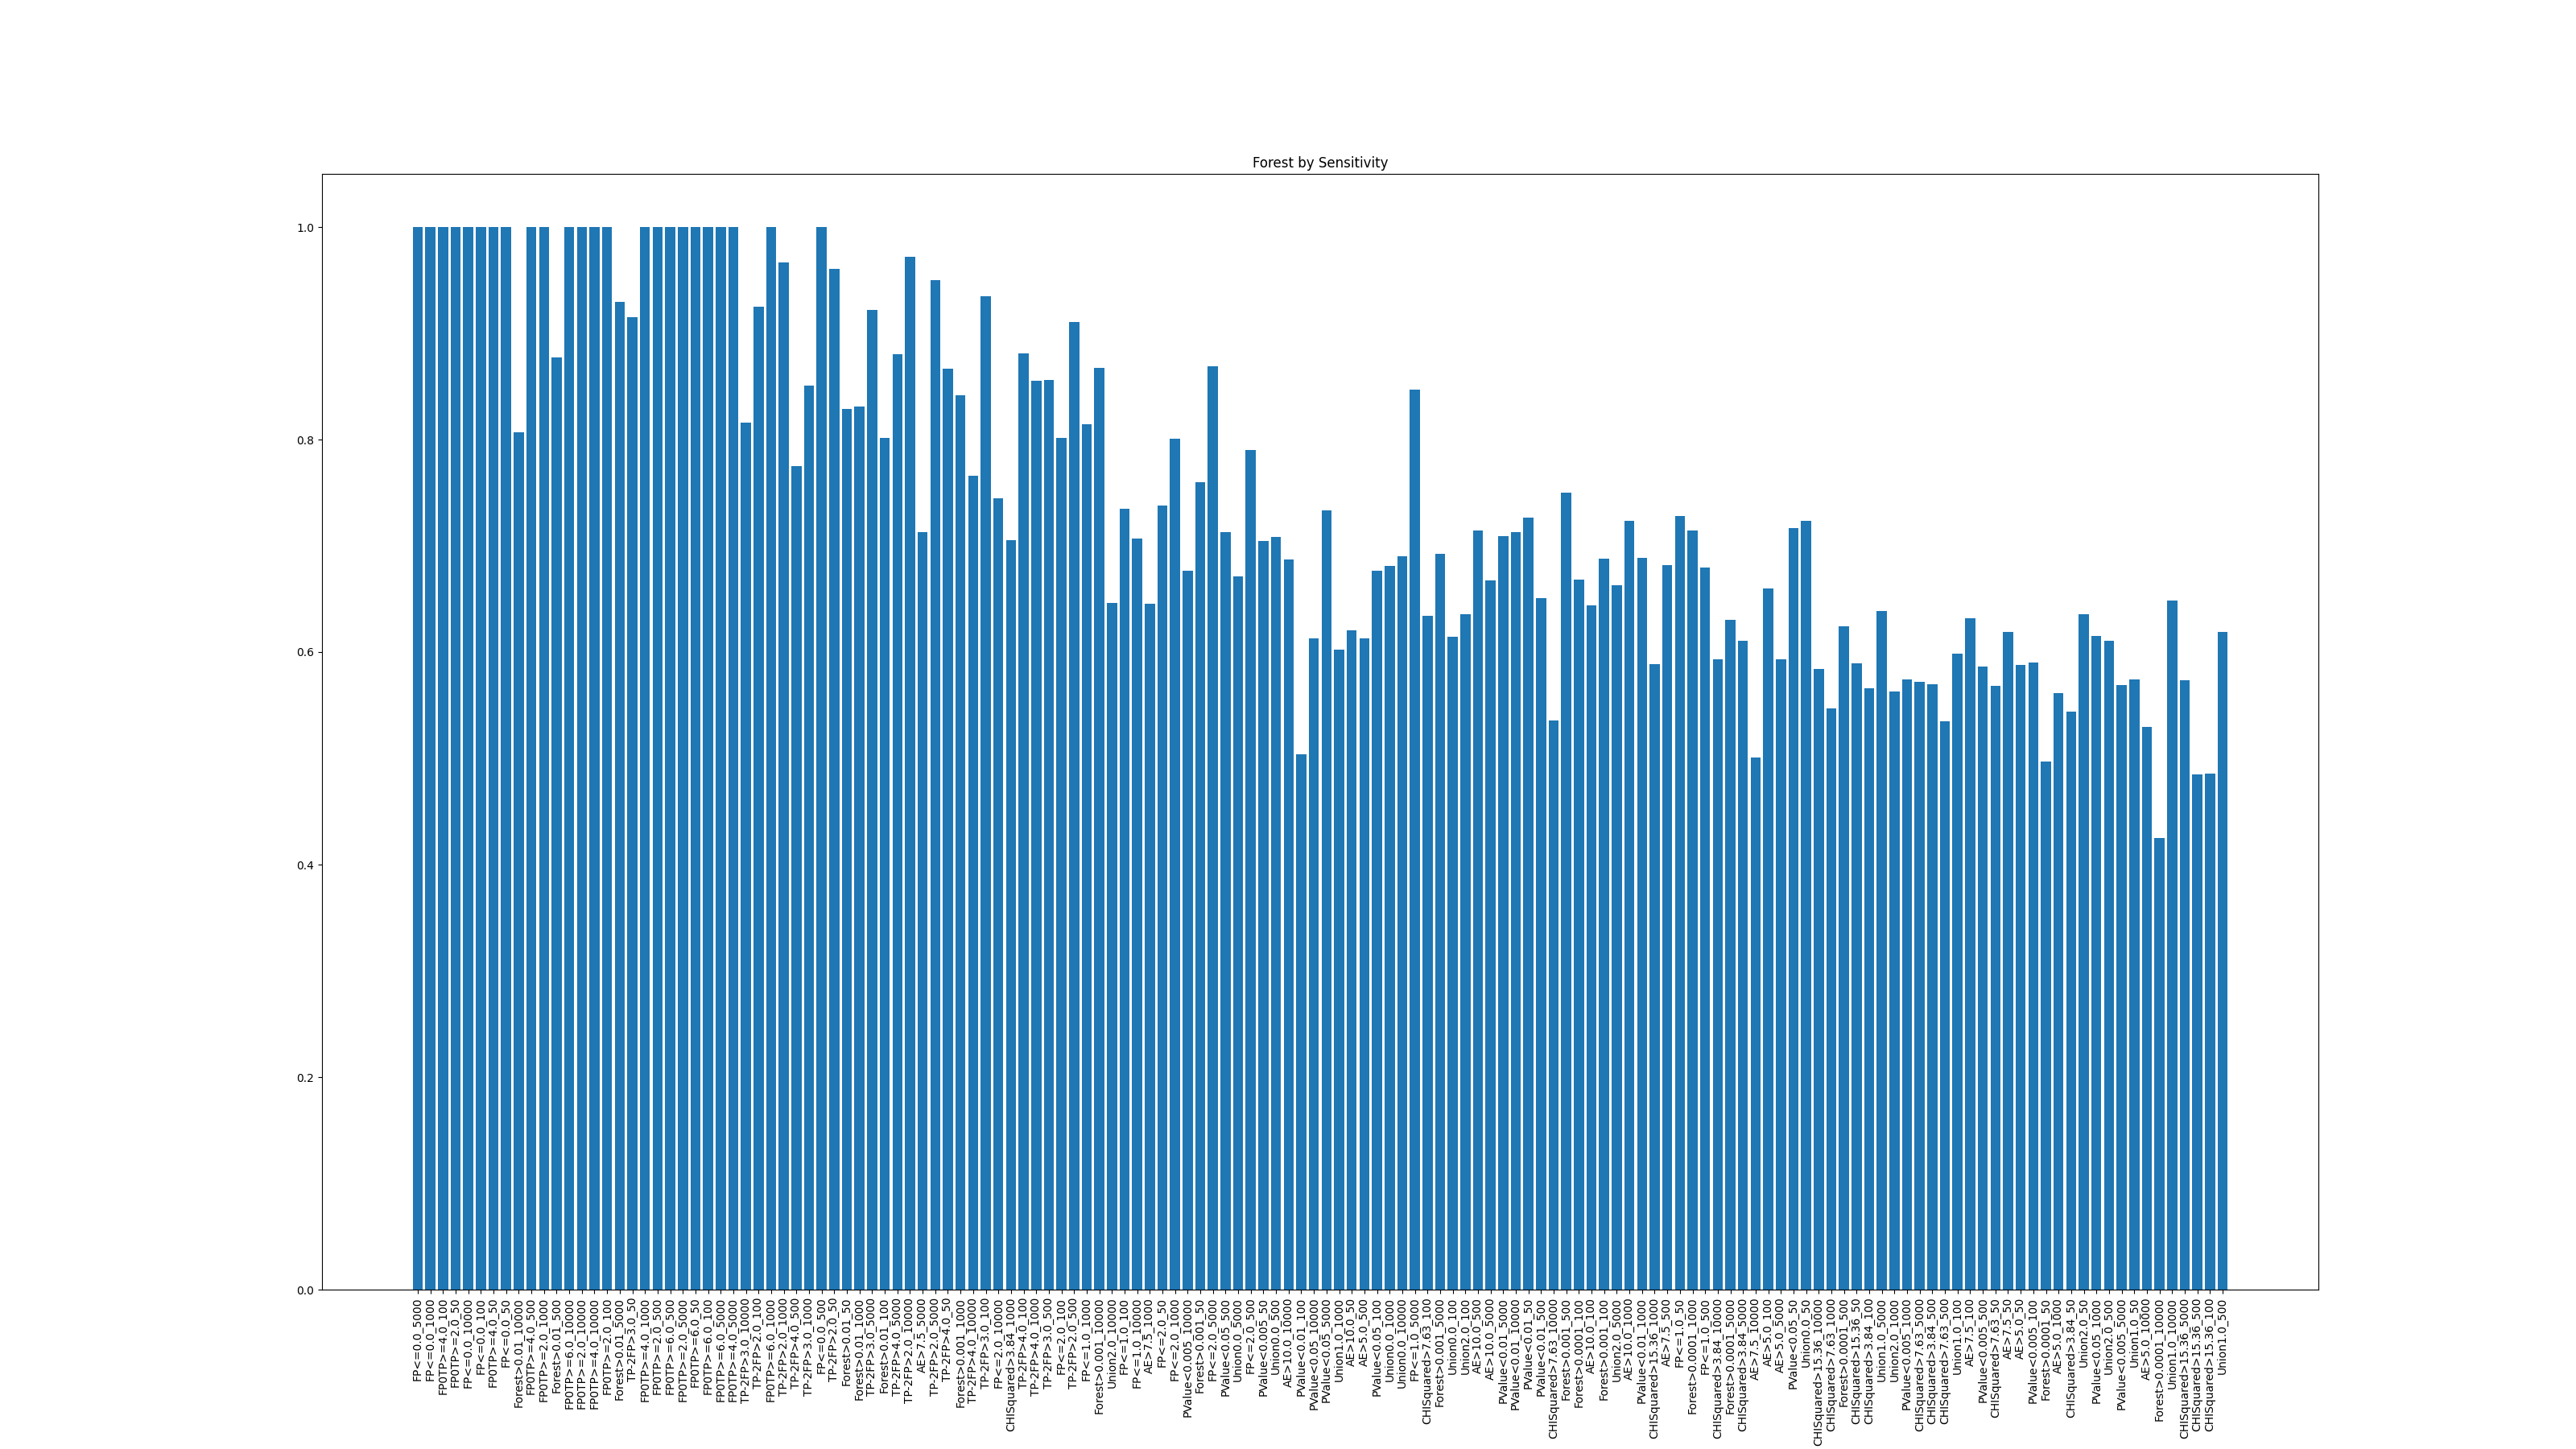 Forest by Sensitivity
1.0
0.8
0.6
0.4
0.2
0.0
FP<=0.0_5000
FP<=0.0_1000
FP0TP>=4.0_100
FP0TP>=2.0_50
FP<=0.0_10000
FP<=0.0_100
FP0TP>=4.0_50
FP<=0.0_50
Forest>0.01_10000
FP0TP>=4.0_500
FP0TP>=2.0_1000
Forest>0.01_500
FP0TP>=6.0_10000
FP0TP>=2.0_10000
FP0TP>=4.0_10000
FP0TP>=2.0_100
Forest>0.01_5000
TP-2FP>3.0_50
FP0TP>=4.0_1000
FP0TP>=2.0_500
FP0TP>=6.0_500
FP0TP>=2.0_5000
FP0TP>=6.0_50
FP0TP>=6.0_100
FP0TP>=6.0_5000
FP0TP>=4.0_5000
TP-2FP>3.0_10000
TP-2FP>2.0_100
FP0TP>=6.0_1000
TP-2FP>2.0_1000
TP-2FP>4.0_500
TP-2FP>3.0_1000
FP<=0.0_500
TP-2FP>2.0_50
Forest>0.01_50
Forest>0.01_1000
TP-2FP>3.0_5000
Forest>0.01_100
TP-2FP>4.0_5000
TP-2FP>2.0_10000
AE>7.5_5000
TP-2FP>2.0_5000
TP-2FP>4.0_50
Forest>0.001_1000
TP-2FP>4.0_10000
TP-2FP>3.0_100
FP<=2.0_10000
CHISquared>3.84_1000
TP-2FP>4.0_100
TP-2FP>4.0_1000
TP-2FP>3.0_500
FP<=2.0_100
TP-2FP>2.0_500
FP<=1.0_1000
Forest>0.001_10000
Union2.0_10000
FP<=1.0_100
FP<=1.0_10000
AE>7.5_1000
FP<=2.0_50
FP<=2.0_1000
PValue<0.005_10000
Forest>0.001_50
FP<=2.0_5000
PValue<0.05_500
Union0.0_500
FP<=2.0_500
PValue<0.005_50
Union0.0_5000
AE>10.0_10000
PValue<0.01_100
PValue<0.05_10000
PValue<0.05_5000
Union1.0_1000
AE>10.0_50
AE>5.0_500
PValue<0.05_100
Union0.0_1000
Union0.0_10000
FP<=1.0_5000
CHISquared>7.63_100
Forest>0.001_5000
Union0.0_100
Union2.0_100
AE>10.0_500
AE>10.0_5000
PValue<0.01_5000
PValue<0.01_10000
PValue<0.01_50
PValue<0.01_500
CHISquared>7.63_10000
Forest>0.001_500
Forest>0.0001_100
AE>10.0_100
Forest>0.001_100
Union2.0_5000
AE>10.0_1000
PValue<0.01_1000
CHISquared>15.36_1000
AE>7.5_500
FP<=1.0_50
Forest>0.0001_1000
FP<=1.0_500
CHISquared>3.84_10000
Forest>0.0001_5000
CHISquared>3.84_5000
AE>7.5_10000
AE>5.0_100
AE>5.0_5000
PValue<0.05_50
Union0.0_50
CHISquared>15.36_10000
CHISquared>7.63_1000
Forest>0.0001_500
CHISquared>15.36_50
CHISquared>3.84_100
Union1.0_5000
Union2.0_1000
PValue<0.005_1000
CHISquared>7.63_5000
CHISquared>3.84_500
CHISquared>7.63_500
Union1.0_100
AE>7.5_100
PValue<0.005_500
CHISquared>7.63_50
AE>7.5_50
AE>5.0_50
PValue<0.005_100
Forest>0.0001_50
AE>5.0_1000
CHISquared>3.84_50
Union2.0_50
PValue<0.05_1000
Union2.0_500
PValue<0.005_5000
Union1.0_50
AE>5.0_10000
Forest>0.0001_10000
Union1.0_10000
CHISquared>15.36_5000
CHISquared>15.36_500
CHISquared>15.36_100
Union1.0_500